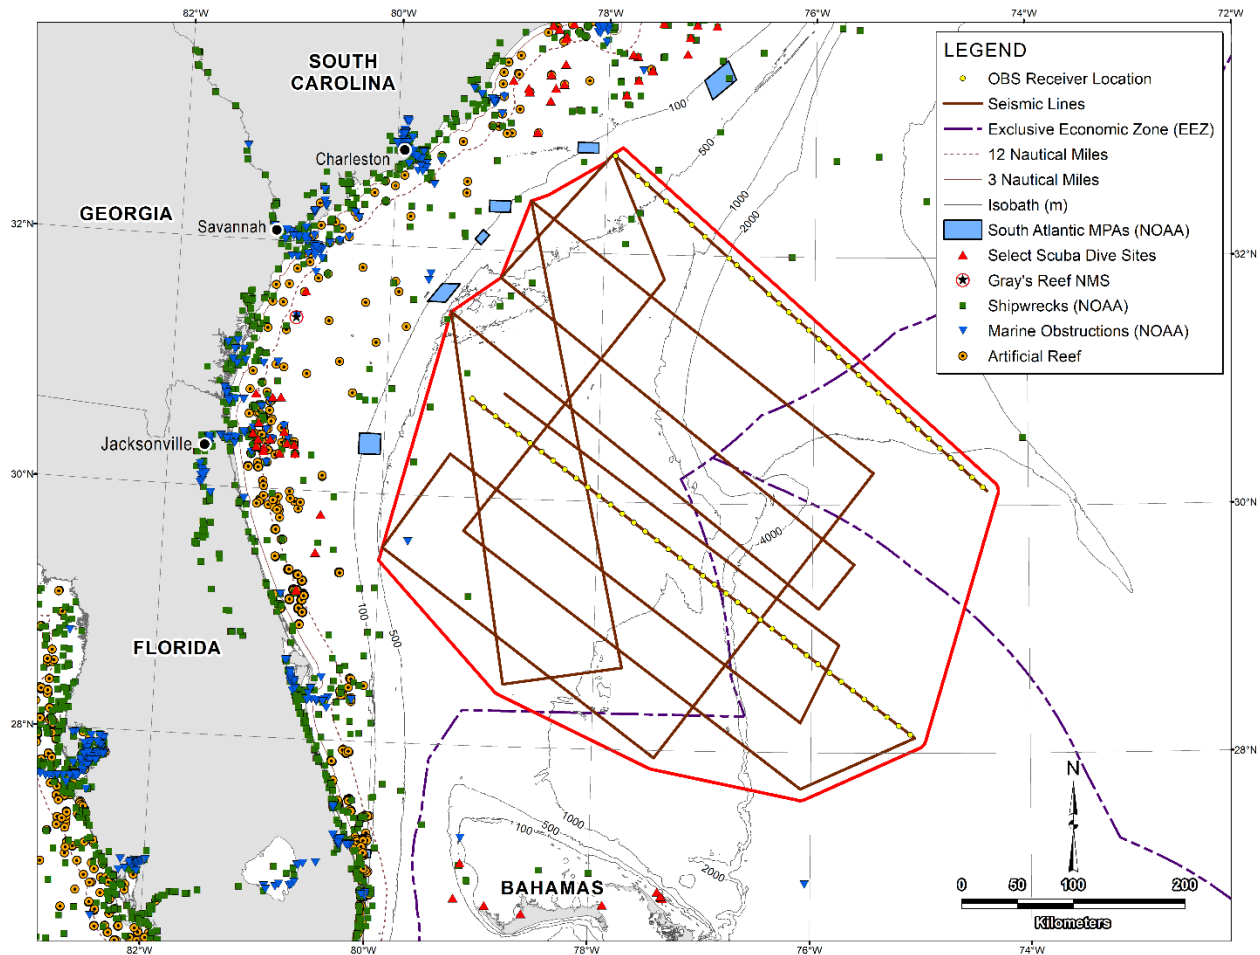 82°W
80°W
78°W
76°W
74°W
72°W
SOUTH
CAROLINA
LEGEND
OBS Receiver Location
Seismic Lines
Exclusive Economic Zone (EEZ)
12 Nautical Miles
3 Nautical Miles
Isobath (m)
South Atlantic MPAs (NOAA)
Select Scuba Dive Sites
Gray's Reef NMS
Shipwrecks (NOAA)
Marine Obstructions (NOAA)
Artificial Reef
100
500
1000
2000
Charleston
GEORGIA
Savannah
32°N
32°N
Jacksonville
30°N
30°N
4000
100
500
FLORIDA
28°N
28°N
N
1000
500
100
2000
BAHAMAS
0
50
100
200
Kilometers
82°W
80°W
78°W
76°W
74°W